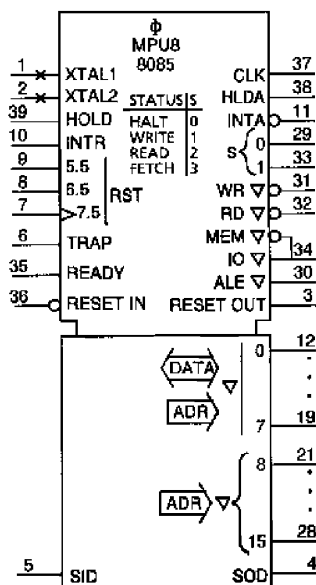 Φ
MPU8
8085
1 XTAL1 CLK 37
2 XTAL2 STATUS S HLDA 38
39 HOLD HALT 0 INTA 11
10 INTR WRITE 1 S 0 29
9 5.5 READ 2 1 33
8 6.5 RST FETCH 3 WR ▽ 31
7 7.5 RD ▽ 32
6 TRAP MEM ▽
35 READY IO ▽ 34
ALE ▽ 30
36 RESET IN RESET OUT 3
0 12
DATA
▽
ADR 7 19
8 21
ADR ▽
15 28
5 SID SOD 4